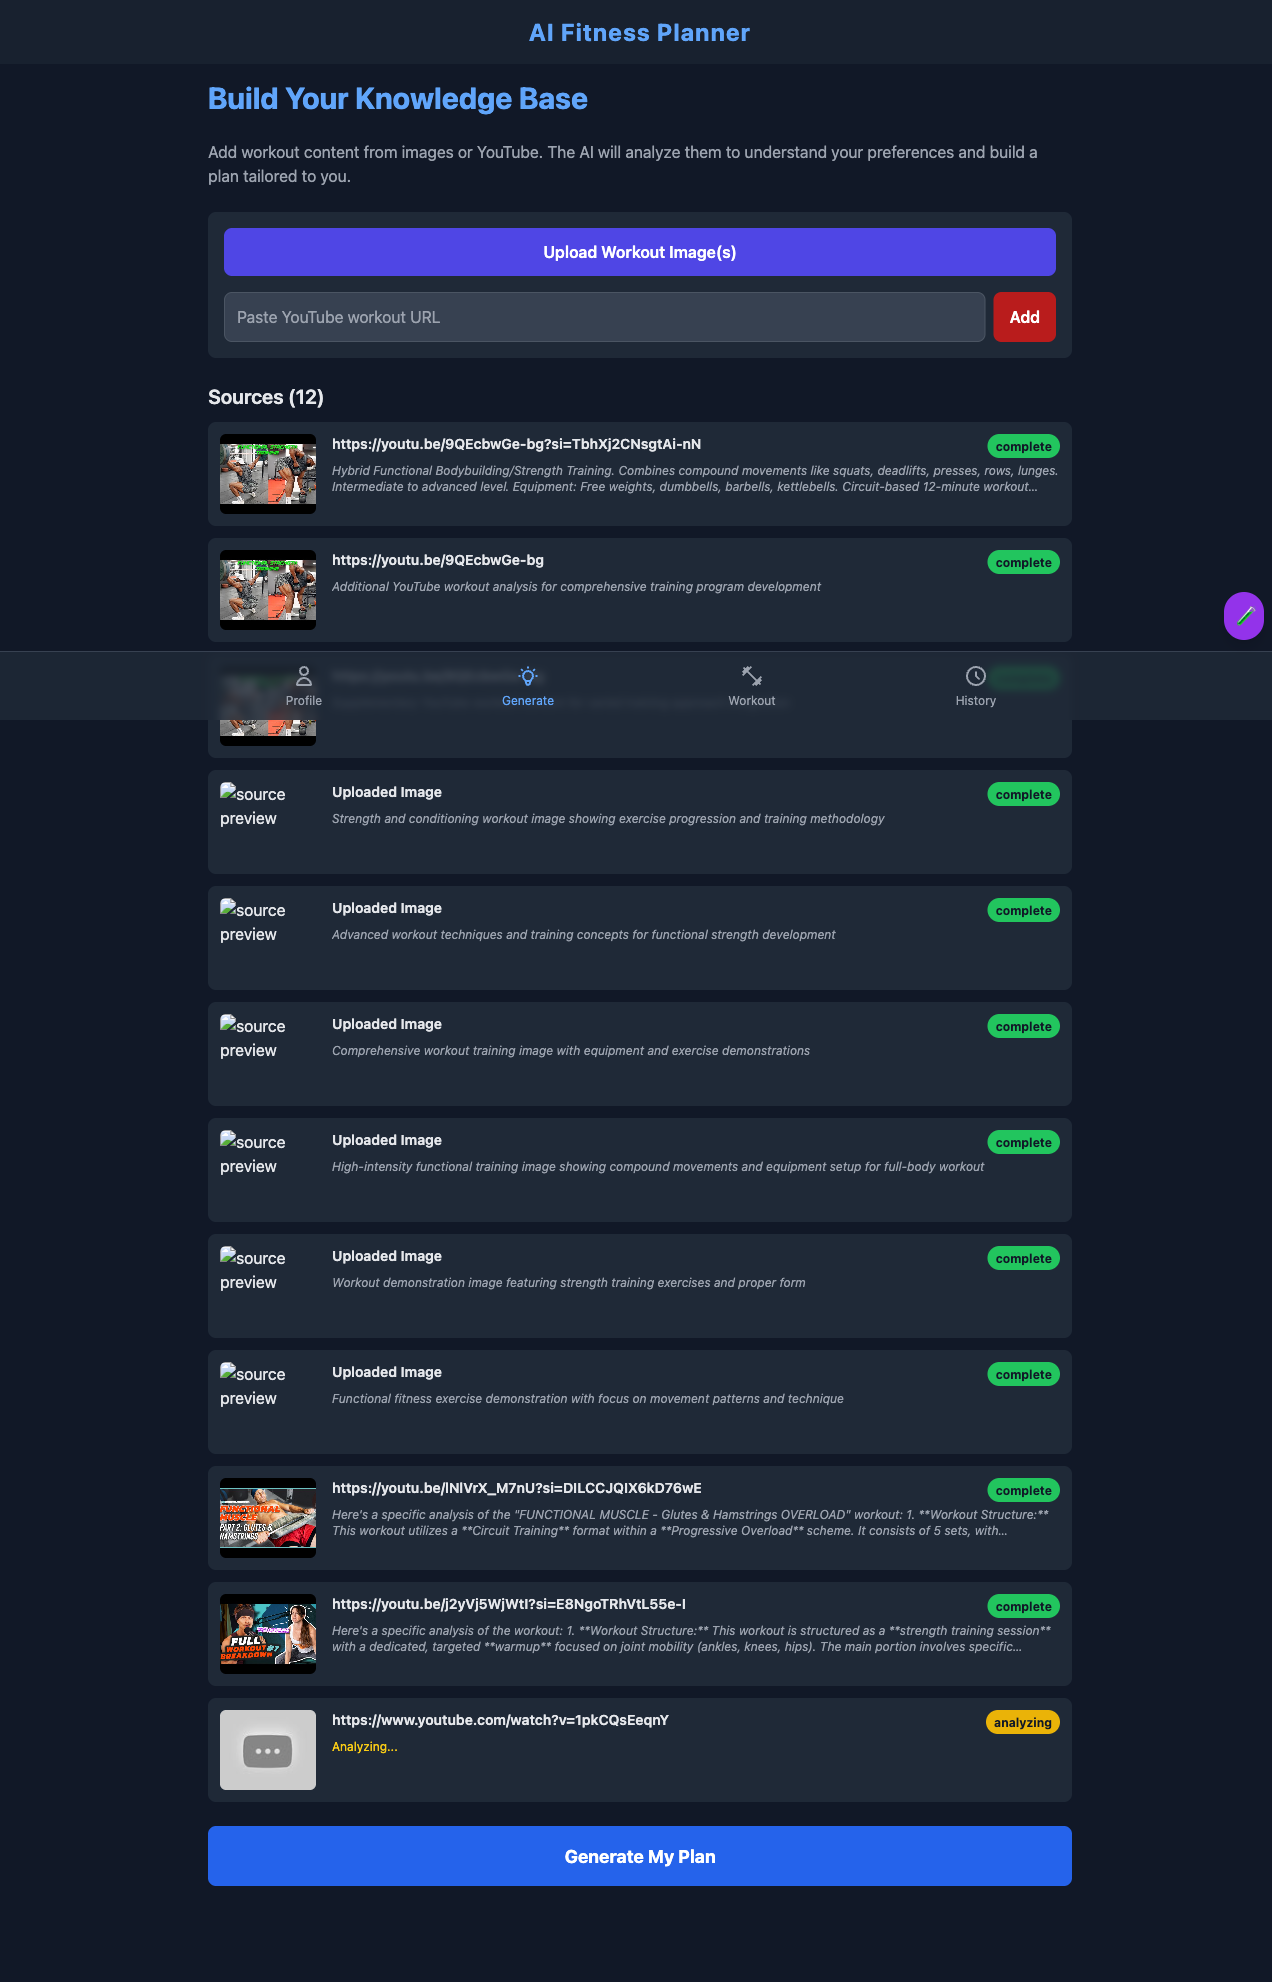 AI Fitness Planner
Build Your Knowledge Base
Add workout content from images or YouTube. The AI will analyze them to understand your preferences and build a
plan tailored to you.
Upload Workout Image(s)
Paste YouTube workout URL
Add
Sources (12)
https://youtu.be/9QEcbwGe-bg?si=TbhXj2CNsgtAi-nN
complete
Hybrid Functional Bodybuilding/Strength Training. Combines compound movements like squats, deadlifts, presses, rows, lunges.
Intermediate to advanced level. Equipment: Free weights, dumbbells, barbells, kettlebells. Circuit-based 12-minute workout...
https://youtu.be/9QEcbwGe-bg
complete
Additional YouTube workout analysis for comprehensive training program development
Profile
Generate
Workout
History
source
preview
Uploaded Image
complete
Strength and conditioning workout image showing exercise progression and training methodology
source
preview
Uploaded Image
complete
Advanced workout techniques and training concepts for functional strength development
source
preview
Uploaded Image
complete
Comprehensive workout training image with equipment and exercise demonstrations
source
preview
Uploaded Image
complete
High-intensity functional training image showing compound movements and equipment setup for full-body workout
source
preview
Uploaded Image
complete
Workout demonstration image featuring strength training exercises and proper form
source
preview
Uploaded Image
complete
Functional fitness exercise demonstration with focus on movement patterns and technique
FUNCTIONAL
MUSCLE
PART 2: GLUTES &
HAMSTRINGS
https://youtu.be/lNlVrX_M7nU?si=DlLCCJQlX6kD76wE
complete
Here's a specific analysis of the "FUNCTIONAL MUSCLE - Glutes & Hamstrings OVERLOAD" workout: 1. **Workout Structure:**
This workout utilizes a **Circuit Training** format within a **Progressive Overload** scheme. It consists of 5 sets, with...
FULL
WORKOUT #7
BREAKDOWN
https://youtu.be/j2yVj5WjWtI?si=E8NgoTRhVtL55e-I
complete
Here's a specific analysis of the workout: 1. **Workout Structure:** This workout is structured as a **strength training session**
with a dedicated, targeted **warmup** focused on joint mobility (ankles, knees, hips). The main portion involves specific...
https://www.youtube.com/watch?v=1pkCQsEeqnY
analyzing
Analyzing...
Generate My Plan